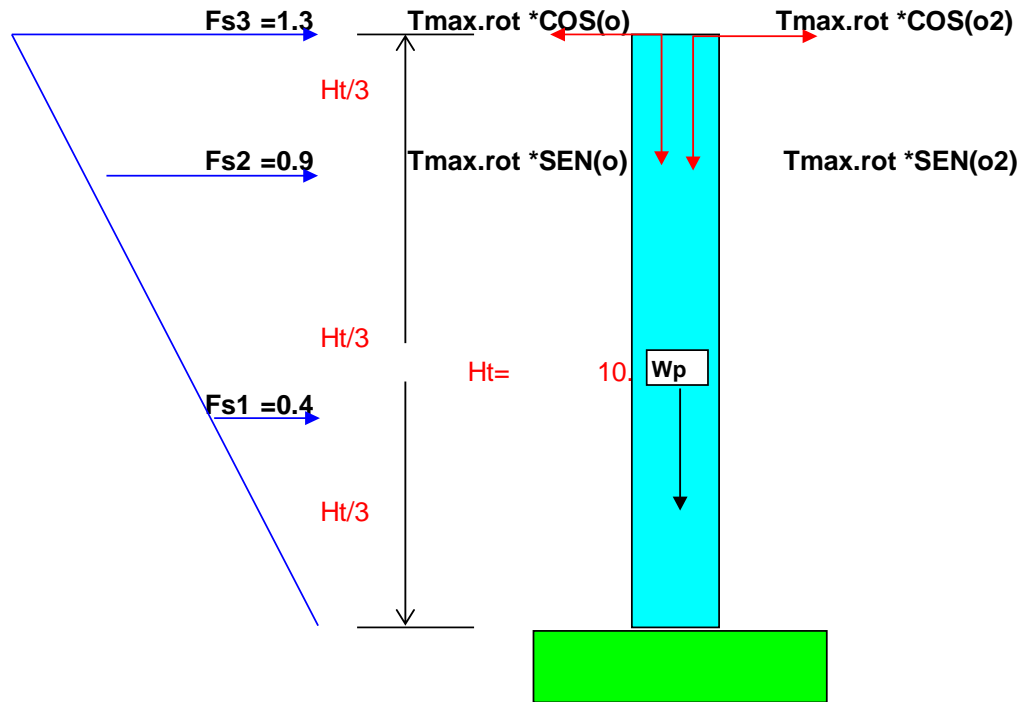 Fs3 =1.3 Tmax.rot *COS(o) Tmax.rot *COS(o2)
Ht/3
Fs2 =0.9 Tmax.rot *SEN(o) Tmax.rot *SEN(o2)
Ht/3
Ht= 10. Wp
Fs1 =0.4
Ht/3